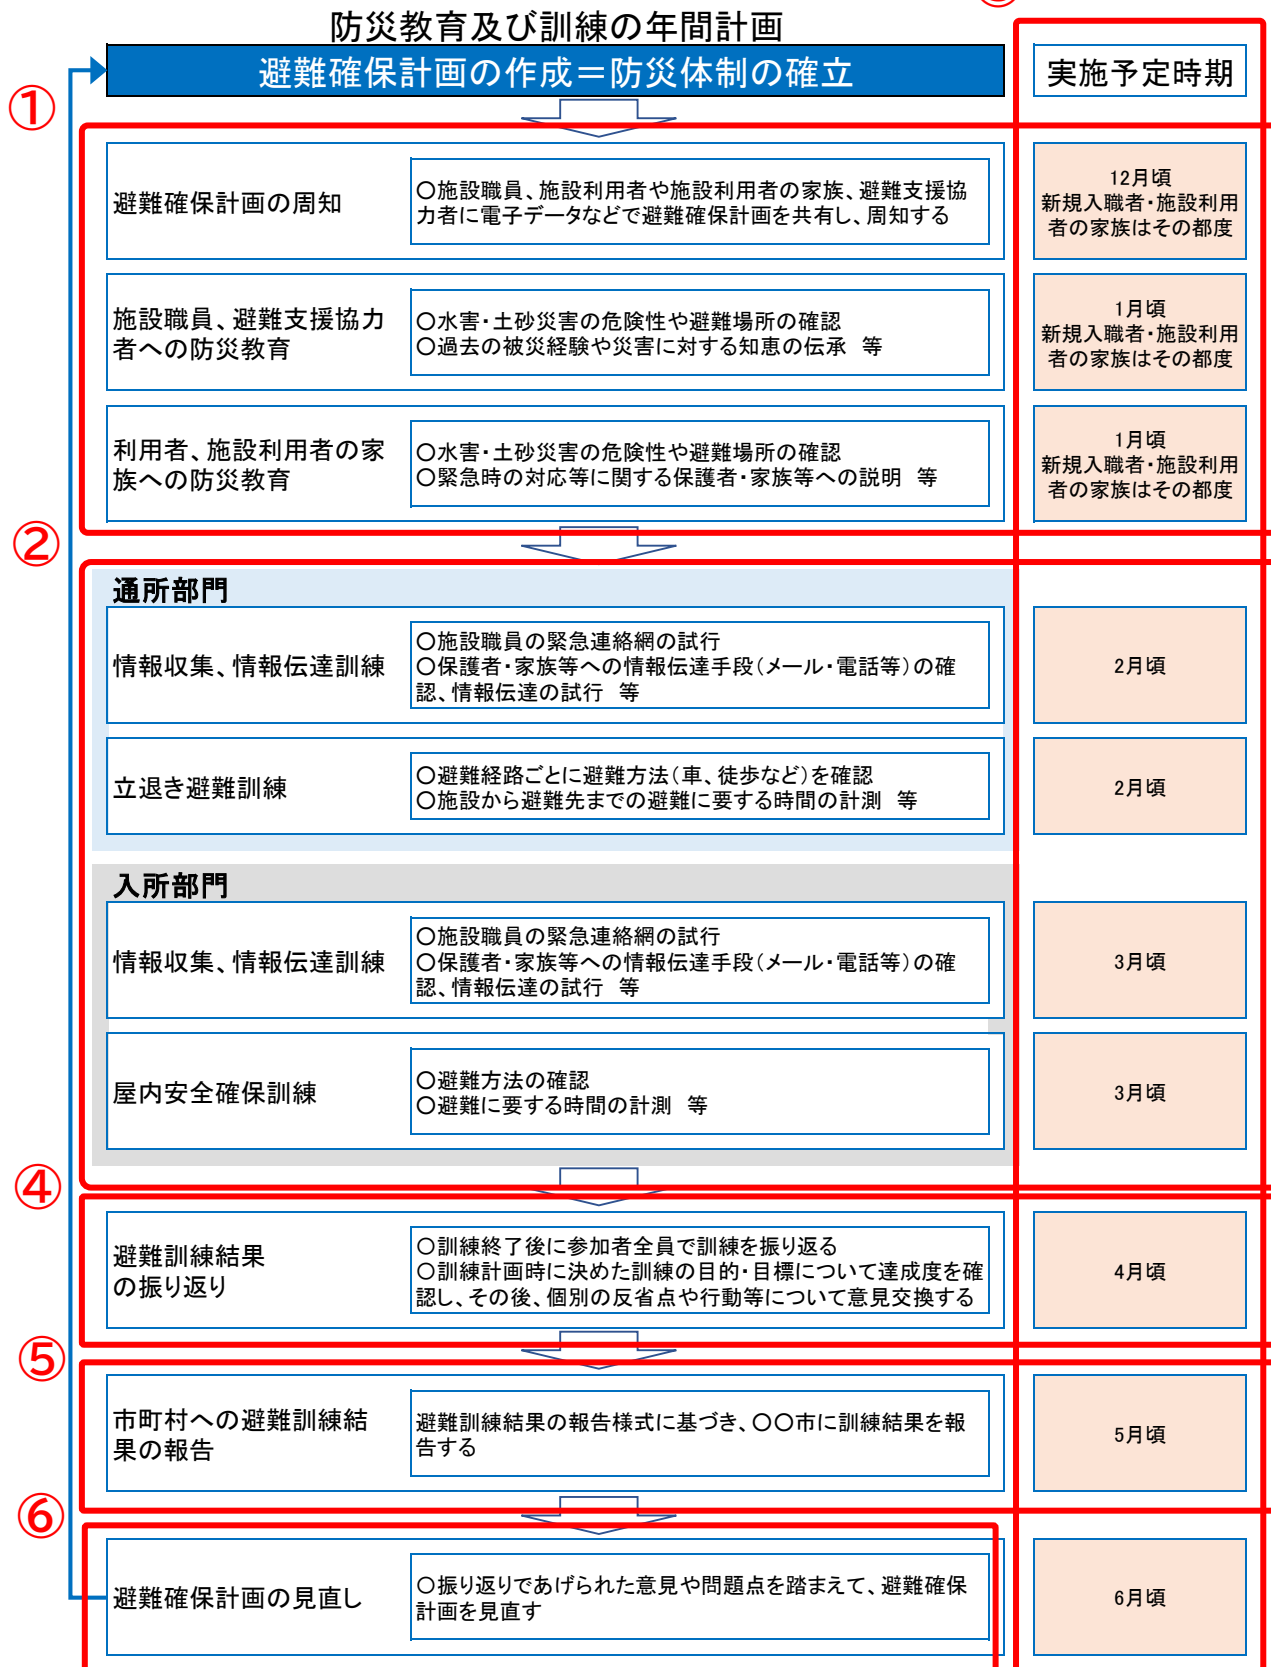 防災教育及び訓練の年間計画
避難確保計画の作成＝防災体制の確立
実施予定時期
①
避難確保計画の周知
○施設職員、施設利用者や施設利用者の家族、避難支援協
力者に電子データなどで避難確保計画を共有し、周知する
12月頃
新規入職者・施設利用
者の家族はその都度
施設職員、避難支援協力
者への防災教育
○水害・土砂災害の危険性や避難場所の確認
○過去の被災経験や災害に対する知恵の伝承　等
1月頃
新規入職者・施設利用
者の家族はその都度
利用者、施設利用者の家
族への防災教育
○水害・土砂災害の危険性や避難場所の確認
○緊急時の対応等に関する保護者・家族等への説明　等
1月頃
新規入職者・施設利用
者の家族はその都度
②
通所部門
情報収集、情報伝達訓練
○施設職員の緊急連絡網の試行
○保護者・家族等への情報伝達手段（メール・電話等）の確
認、情報伝達の試行　等
2月頃
立退き避難訓練
○避難経路ごとに避難方法（車、徒歩など）を確認
○施設から避難先までの避難に要する時間の計測　等
2月頃
入所部門
情報収集、情報伝達訓練
○施設職員の緊急連絡網の試行
○保護者・家族等への情報伝達手段（メール・電話等）の確
認、情報伝達の試行　等
3月頃
屋内安全確保訓練
○避難方法の確認
○避難に要する時間の計測　等
3月頃
④
避難訓練結果
の振り返り
○訓練終了後に参加者全員で訓練を振り返る
○訓練計画時に決めた訓練の目的・目標について達成度を確
認し、その後、個別の反省点や行動等について意見交換する
4月頃
⑤
市町村への避難訓練結
果の報告
避難訓練結果の報告様式に基づき、○○市に訓練結果を報
告する
5月頃
⑥
避難確保計画の見直し
○振り返りであげられた意見や問題点を踏まえて、避難確保
計画を見直す
6月頃